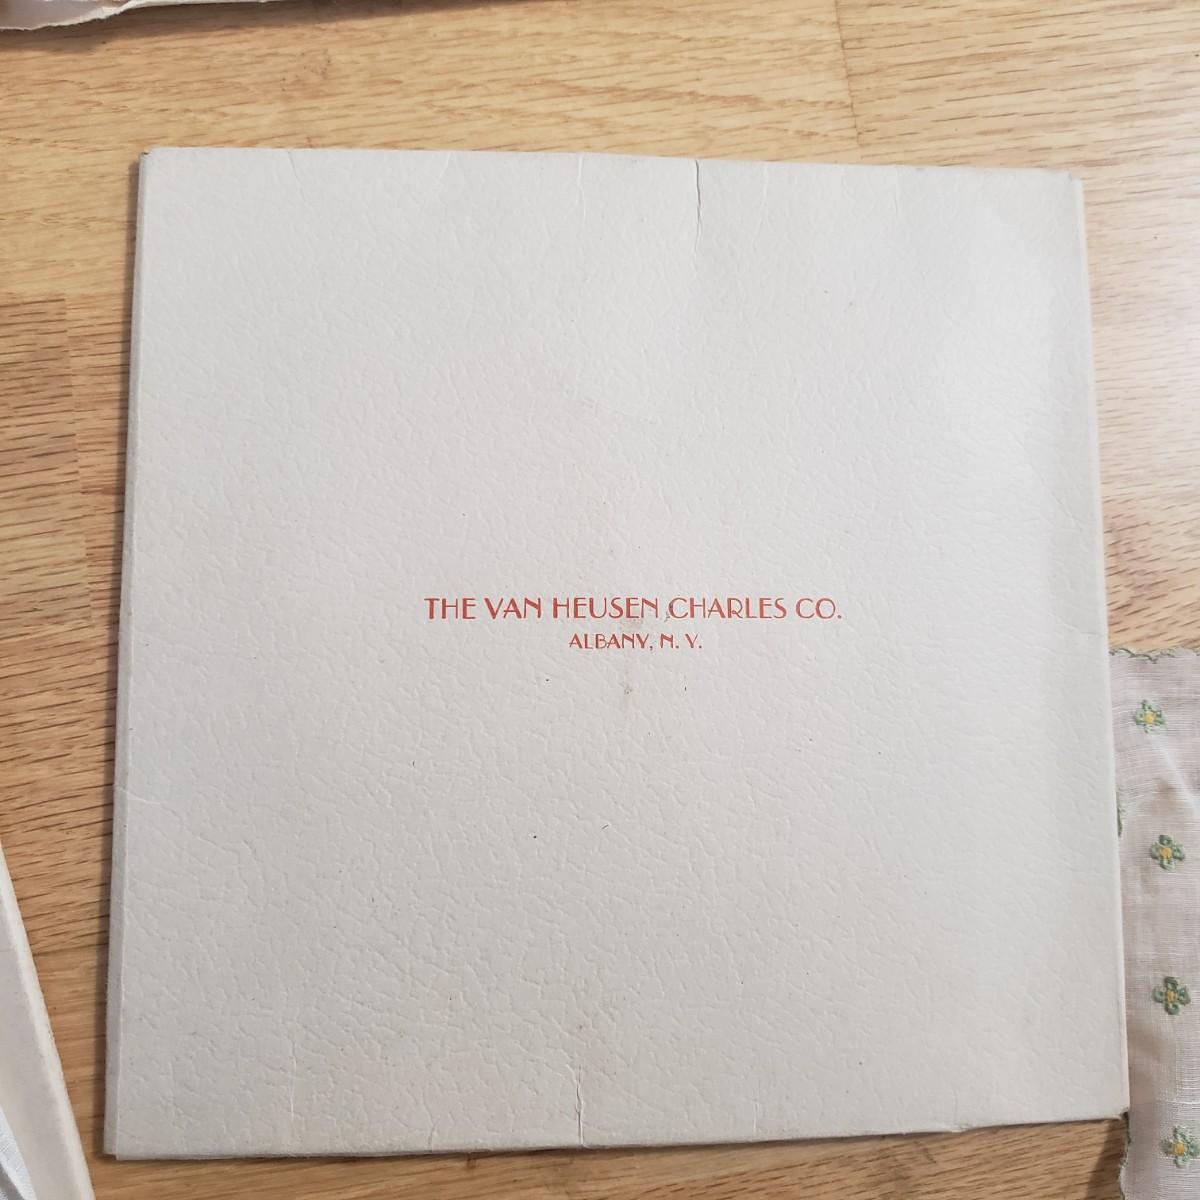 THE VAN HEUSEN CHARLES CO.
ALBANY, N. Y.